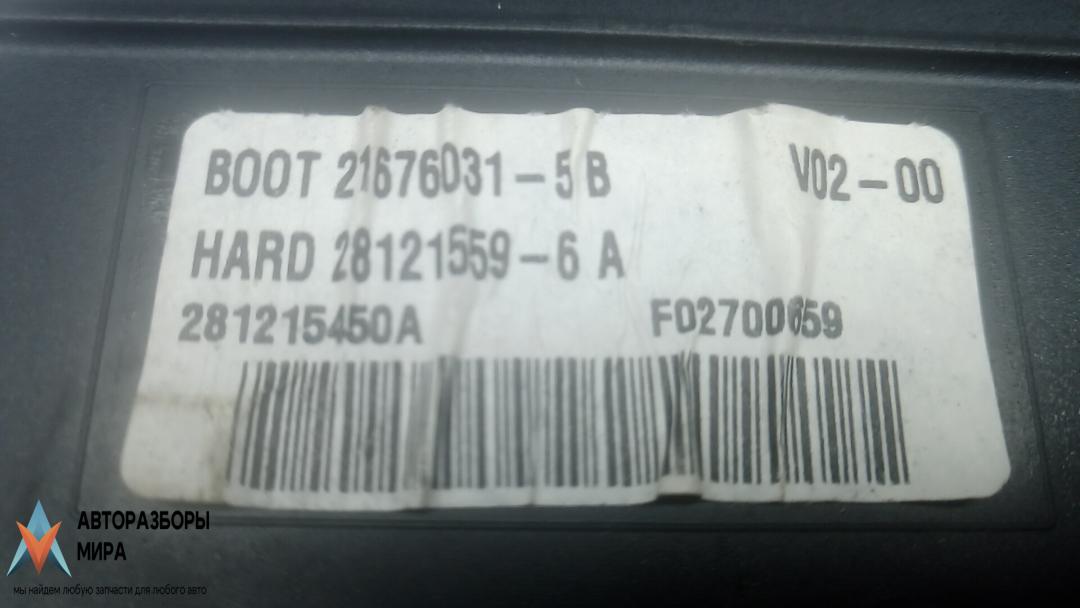 BOOT 21676031-5 B V02-00
HARD 28121559-6 A
281215450A F02700659
АВТОРАЗБОРЫ
МИРА
мы найдем любую запчасти для любого авто